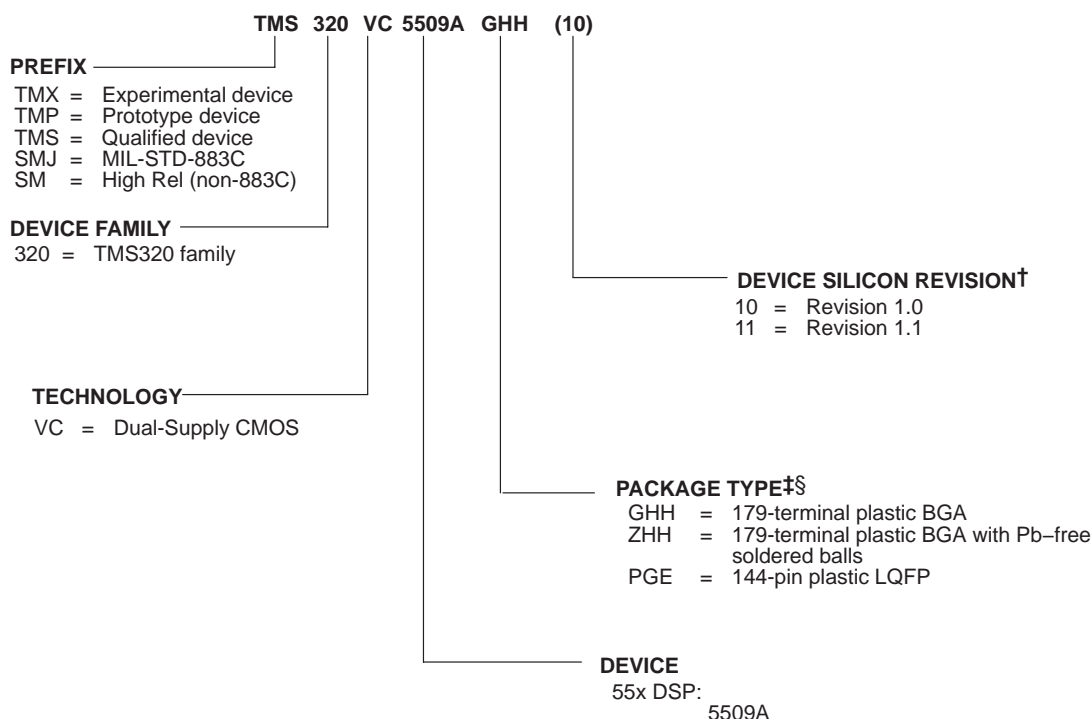 TMS 320 VC 5509A GHH (10)
PREFIX
TMX = Experimental device
TMP = Prototype device
TMS = Qualified device
SMJ = MIL-STD-883C
SM = High Rel (non-883C)
DEVICE FAMILY
320 = TMS320 family
DEVICE SILICON REVISION†
10 = Revision 1.0
11 = Revision 1.1
TECHNOLOGY
VC = Dual-Supply CMOS
PACKAGE TYPE‡§
GHH = 179-terminal plastic BGA
ZHH = 179-terminal plastic BGA with Pb−free
soldered balls
PGE = 144-pin plastic LQFP
DEVICE
55x DSP:
5509A